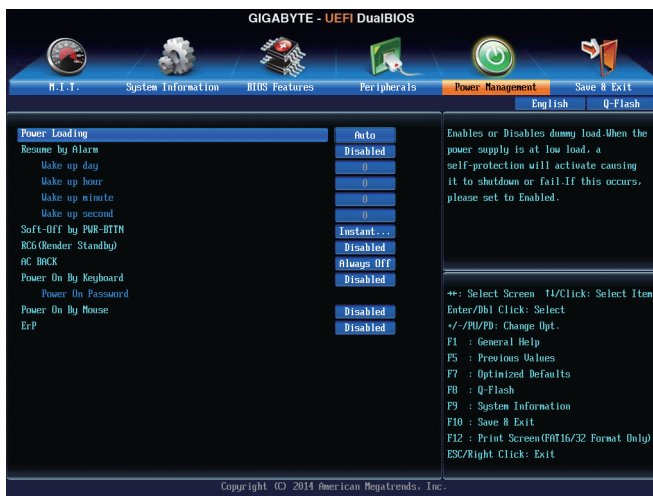 GIGABYTE - UEFI DualBIOS
M.I.T. System Information BIOS Features Peripherals Power Management Save & Exit
English Q-Flash
Power Loading Auto
Resume by Alarm Disabled
Wake up day 0
Wake up hour 0
Wake up minute 0
Wake up second 0
Soft-Off by PWR-BTTN Instant...
RC6(Render Standby) Disabled
AC BACK Always Off
Power On By Keyboard Disabled
Power On Password
Power On By Mouse Disabled
ErP Disabled
Enables or Disables dummy load.When the
power supply is at low load, a
self-protection will activate causing
it to shutdown or fail.If this occurs,
please set to Enabled.
→←: Select Screen ↑↓/Click: Select Item
Enter/Dbl Click: Select
+/-/PU/PD: Change Opt.
F1 : General Help
F5 : Previous Values
F7 : Optimized Defaults
F8 : Q-Flash
F9 : System Information
F10 : Save & Exit
F12 : Print Screen(FAT16/32 Format Only)
ESC/Right Click: Exit
Copyright (C) 2014 American Megatrends, Inc.